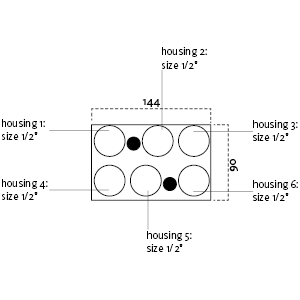 housing 2:
size 1/2"
144
housing 1:
size 1/2"
housing 3:
size 1/2"
90
housing 4:
size 1/2"
housing 6:
size 1/2"
housing 5:
size 1/2"